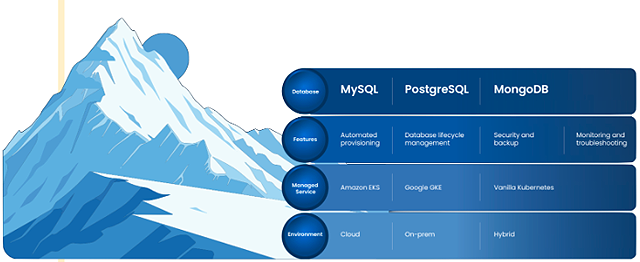 Database
MySQL
PostgreSQL
MongoDB
Features
Automated
provisioning
Database lifecycle
management
Security and
backup
Monitoring and
troubleshooting
Managed
Service
Amazon EKS
Google GKE
Vanilla Kubernetes
Environment
Cloud
On-prem
Hybrid